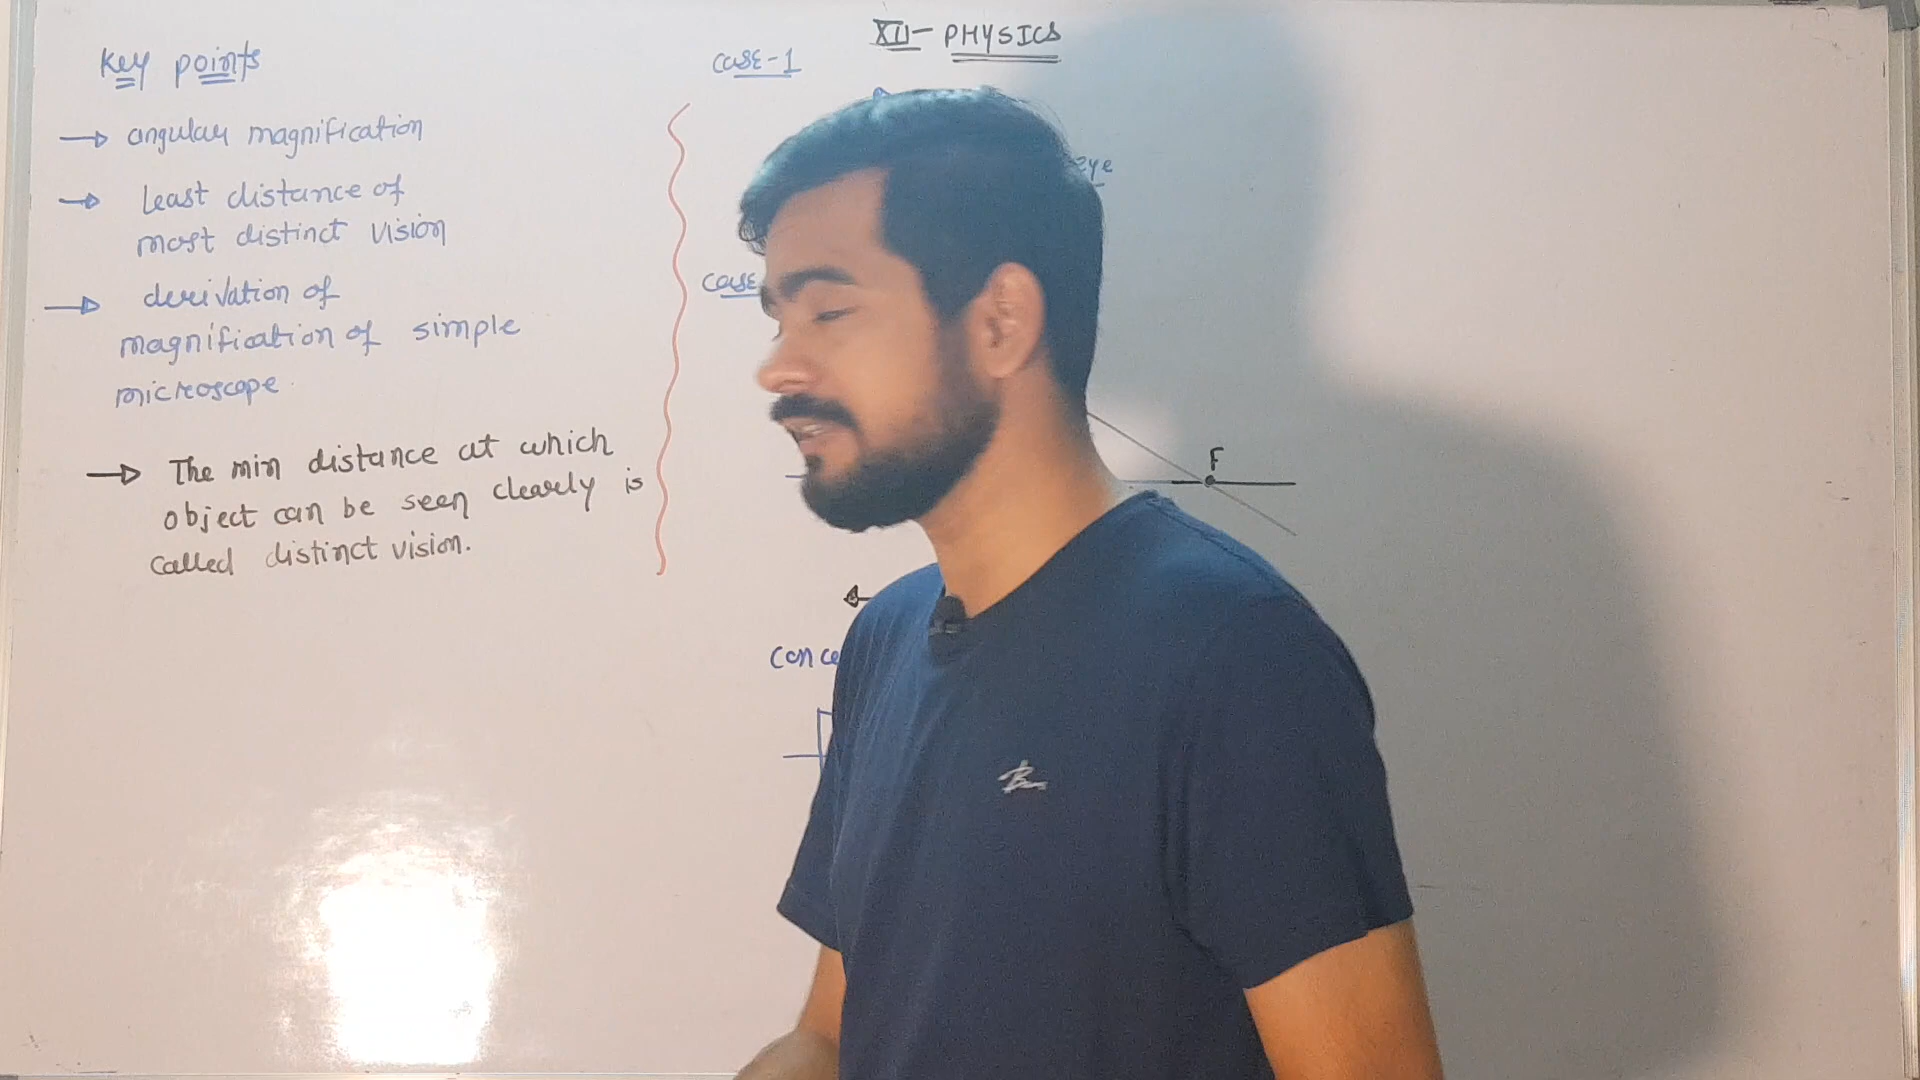 XII - PHYSICS
Key points
→ angular magnification
→ Least distance of
most distinct vision
→ derivation of
magnification of simple
microscope
→ The min distance at which
object can be seen clearly is
called distinct vision.
CASE-1
eye
CASE
F